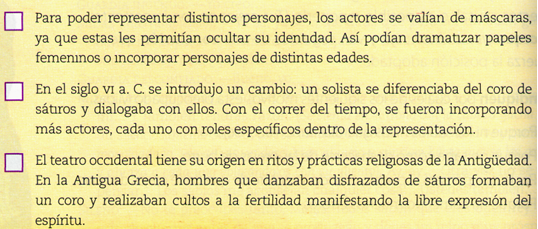 Para poder representar distintos personajes, los actores se valían de máscaras,
ya que estas les permitían ocultar su identidad. Así podían dramatizar papeles
femeninos o incorporar personajes de distintas edades.
En el siglo VI a. C. se introdujo un cambio: un solista se diferenciaba del coro de
sátiros y dialogaba con ellos. Con el correr del tiempo, se fueron incorporando
más actores, cada uno con roles específicos dentro de la representación.
El teatro occidental tiene su origen en ritos y prácticas religiosas de la Antigüedad.
En la Antigua Grecia, hombres que danzaban disfrazados de sátiros formaban
un coro y realizaban cultos a la fertilidad manifestando la libre expresión del
espíritu.